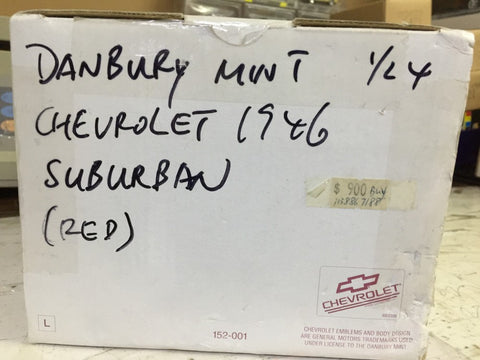 DANBURY MINT 1/24
CHEVROLET 1946
SUBURBAN
(RED)
$ 900 BUY
CHEVROLET
L
152-001
CHEVROLET EMBLEMS AND BODY DESIGN
ARE GENERAL MOTORS TRADEMARKS USED
UNDER LICENSE TO THE DANBURY MINT